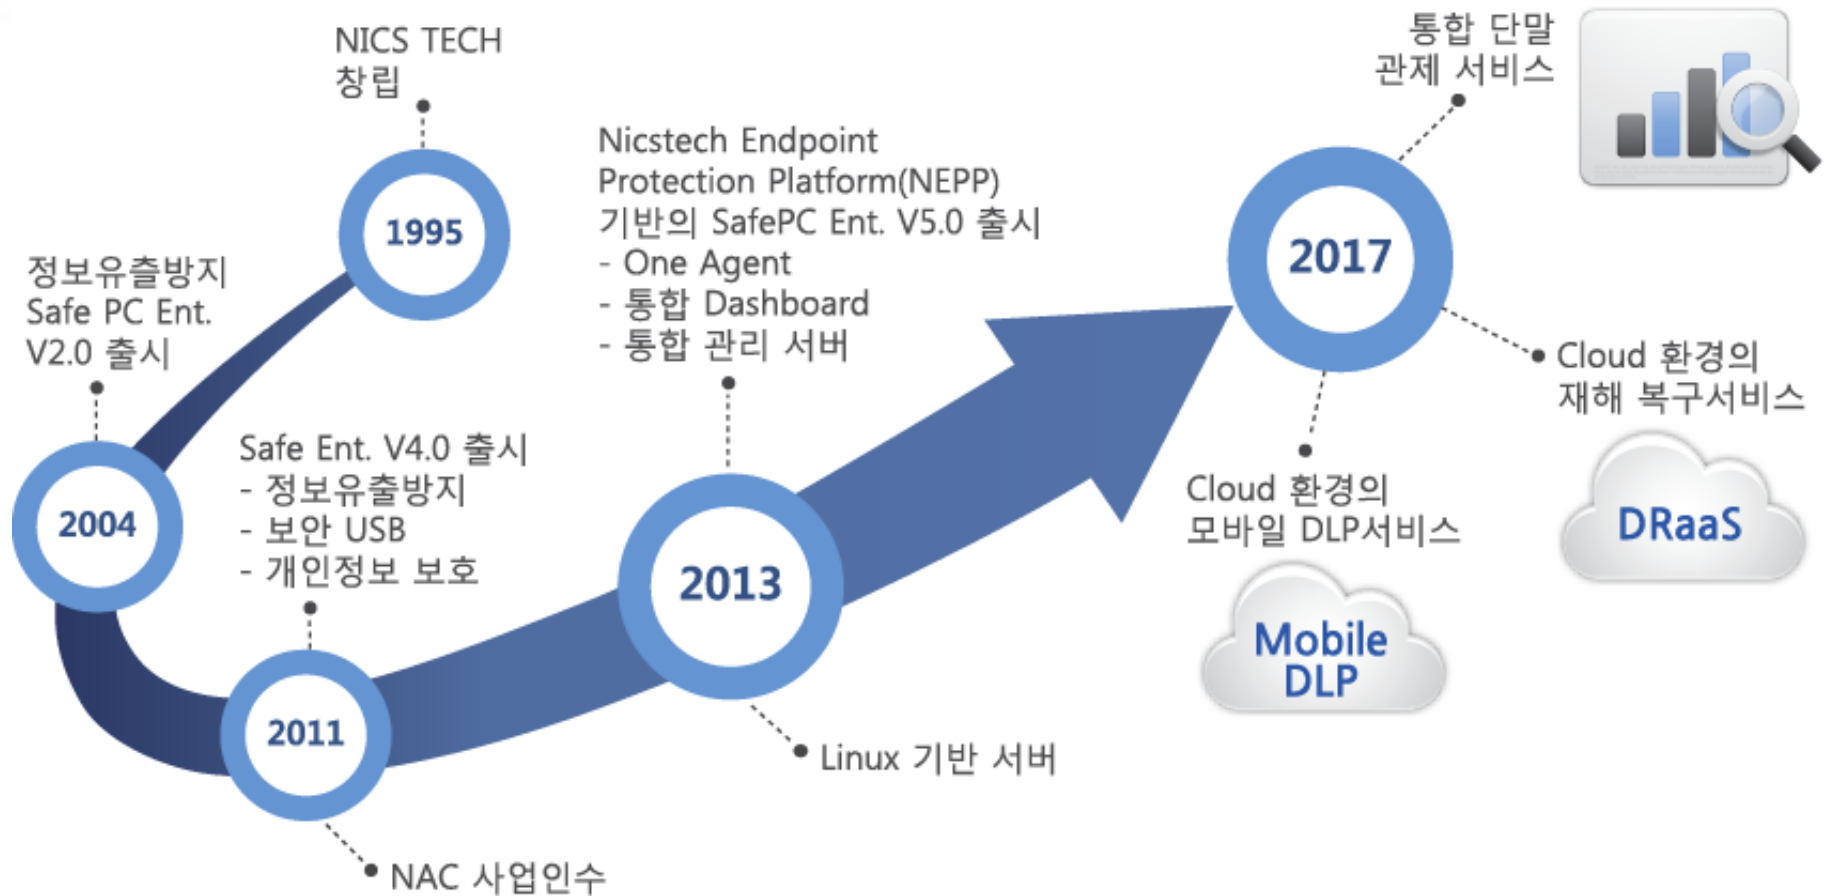 NICS TECH
창립
1995
정보유출방지
Safe PC Ent.
V2.0 출시
2004
Safe Ent. V4.0 출시
- 정보유출방지
- 보안 USB
- 개인정보 보호
2011
NAC 사업인수
Nicstech Endpoint
Protection Platform(NEPP)
기반의 SafePC Ent. V5.0 출시
- One Agent
- 통합 Dashboard
- 통합 관리 서버
2013
Linux 기반 서버
통합 단말
관제 서비스
2017
Cloud 환경의
재해 복구서비스
DRaaS
Cloud 환경의
모바일 DLP서비스
Mobile
DLP